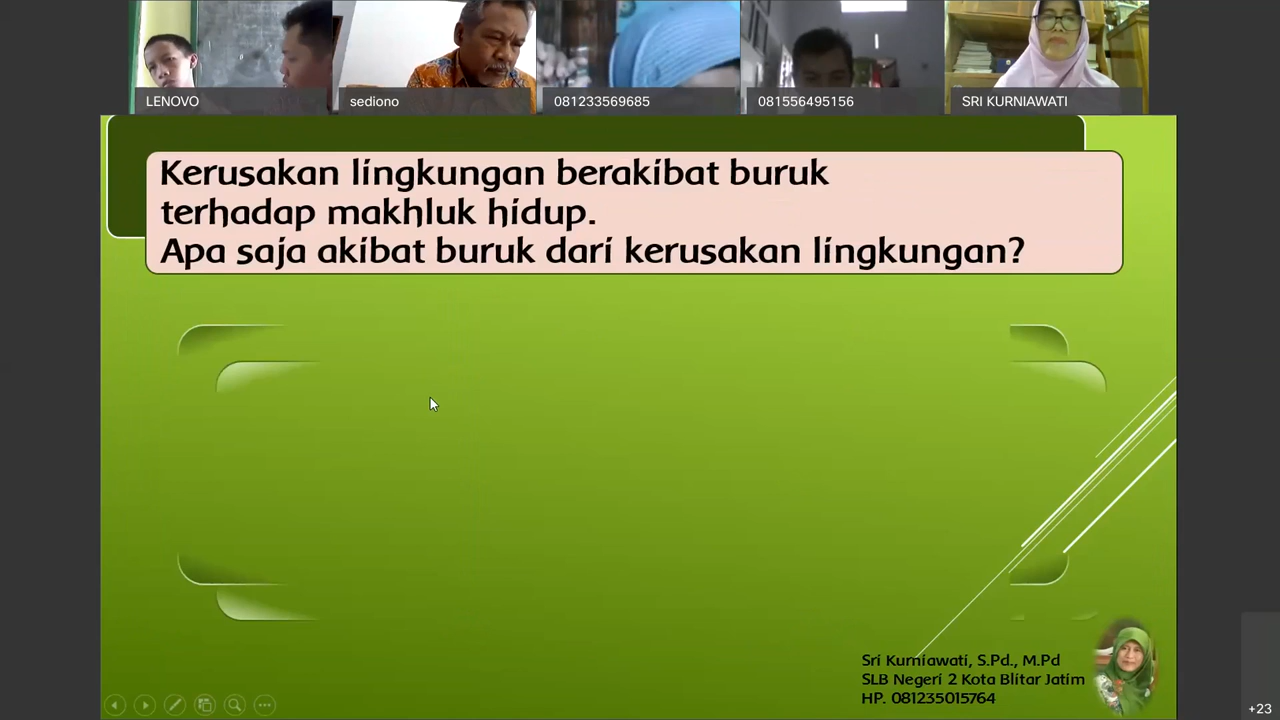 LENOVO
sediono
081233569685
081556495156
SRI KURNIAWATI
Kerusakan lingkungan berakibat buruk
terhadap makhluk hidup.
Apa saja akibat buruk dari kerusakan lingkungan?
Sri Kurniawati, S.Pd., M.Pd
SLB Negeri 2 Kota Blitar Jatim
HP. 081235015764
+23